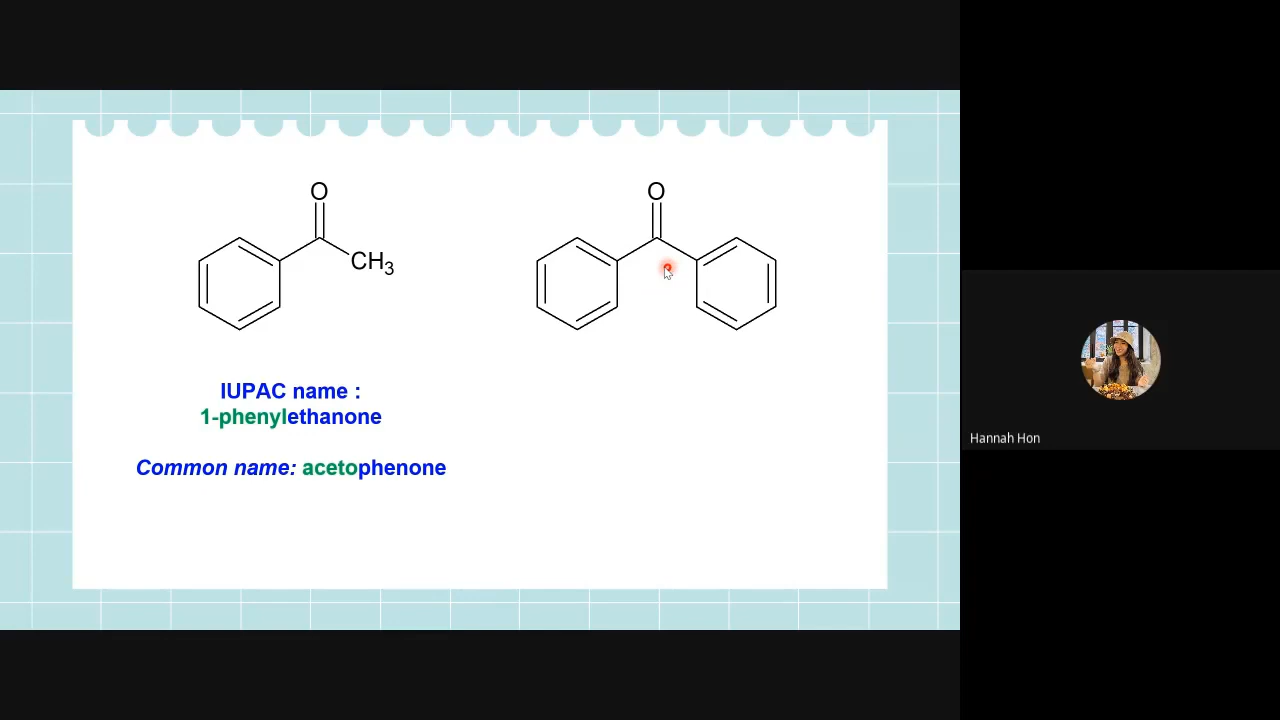 O
CH3
O
IUPAC name :
1-phenylethanone
Common name: acetophenone
Hannah Hon